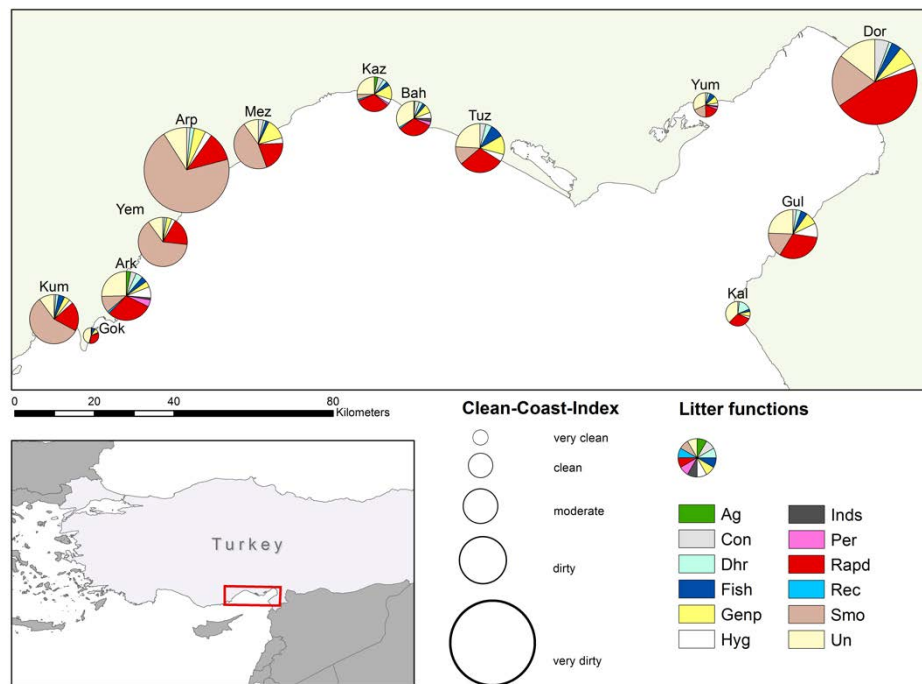 Dor
Kaz
Bah
Yum
Mez
Tuz
Arp
Yem
Gul
Ark
Kum
Kal
Gok
0 20 40 80
Kilometers
Clean-Coast-Index
very clean
clean
moderate
dirty
very dirty
Litter functions
Ag
Con
Dhr
Fish
Genp
Hyg
Inds
Per
Rapd
Rec
Smo
Un
Turkey